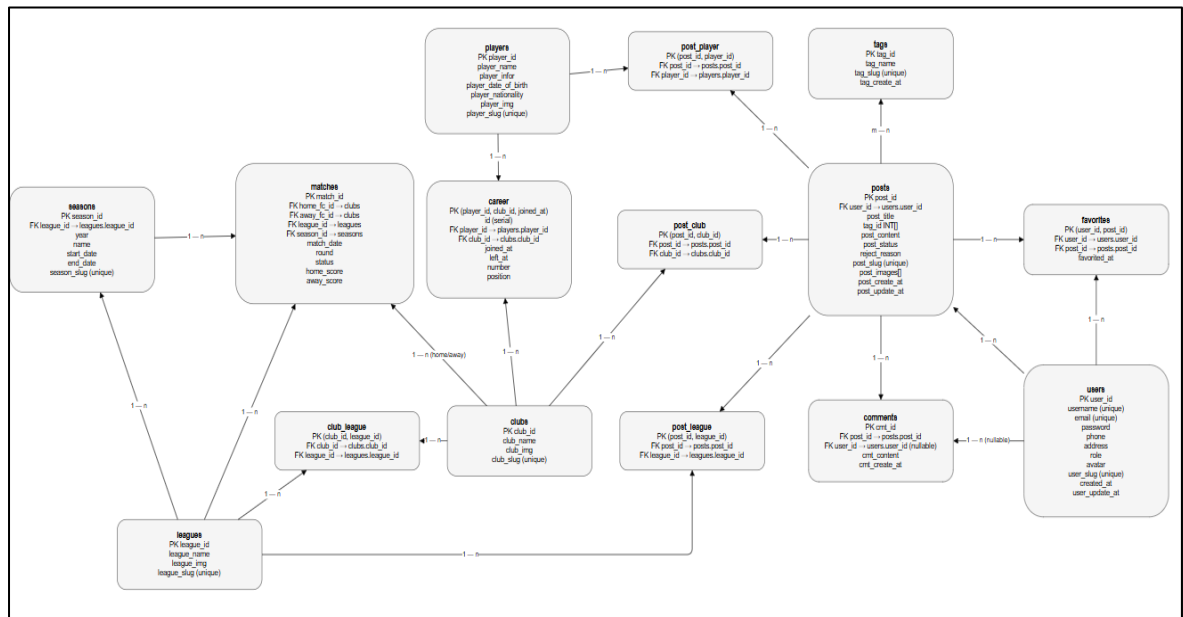 players
PK player_id
player_name
player_infor
player_date_of_birth
player_nationality
player_img
player_slug (unique)
post_player
PK (post_id, player_id)
FK post_id → posts.post_id
FK player_id → players.player_id
tags
PK tag_id
tag_name
tag_slug (unique)
tag_create_at
1 — n
1 — n
m — n
1 — n
seasons
PK season_id
FK league_id → leagues.league_id
year
name
start_date
end_date
season_slug (unique)
1 — n
matches
PK match_id
FK home_fc_id → clubs
FK away_fc_id → clubs
FK league_id → leagues
FK season_id → seasons
match_date
round
status
home_score
away_score
career
PK (player_id, club_id, joined_at)
id (serial)
FK player_id → players.player_id
FK club_id → clubs.club_id
joined_at
left_at
number
position
post_club
PK (post_id, club_id)
FK post_id → posts.post_id
FK club_id → clubs.club_id
1 — n
posts
PK post_id
FK user_id → users.user_id
post_title
tag_id INT[]
post_content
post_status
reject_reason
post_slug (unique)
post_images[]
post_create_at
post_update_at
1 — n
favorites
PK (user_id, post_id)
FK user_id → users.user_id
FK post_id → posts.post_id
favorited_at
1 — n
1 — n
1 — n
1 — n (home/away)
1 — n
1 — n
1 — n
1 — n
1 — n
1 — n
club_league
PK (club_id, league_id)
FK club_id → clubs.club_id
FK league_id → leagues.league_id
1 — n
clubs
PK club_id
club_name
club_img
club_slug (unique)
post_league
PK (post_id, league_id)
FK post_id → posts.post_id
FK league_id → leagues.league_id
comments
PK cmt_id
FK post_id → posts.post_id
FK user_id → users.user_id (nullable)
cmt_content
cmt_create_at
1 — n (nullable)
users
PK user_id
username (unique)
email (unique)
password
phone
address
role
avatar
user_slug (unique)
created_at
user_update_at
1 — n
leagues
PK league_id
league_name
league_img
league_slug (unique)
1 — n